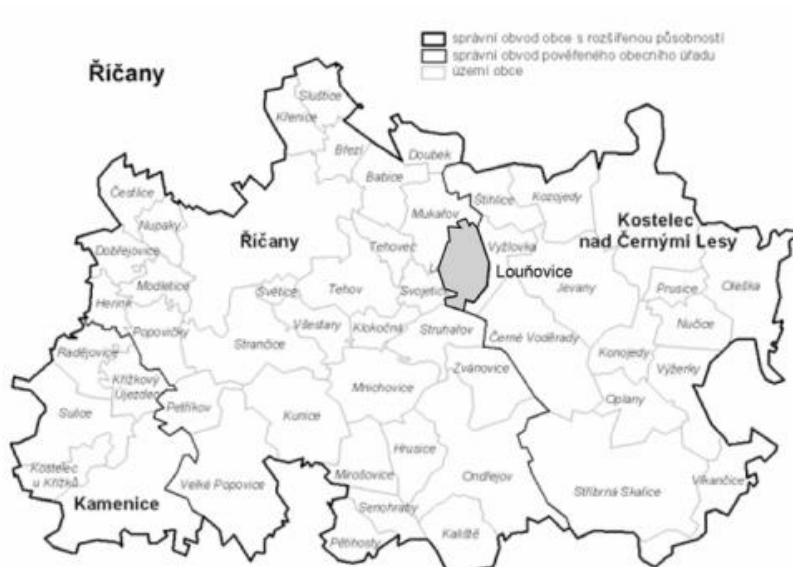 Říčany
správní obvod obce s rozšířenou působností
správní obvod pověřeného obecního úřadu
území obce
Sluštice
Křenice
Březí
Doubek
Babice
Čestlice
Štíhlice
Kozojedy
Mukařov
Nupaky
Říčany
Kostelec
nad Černými Lesy
Dobřejovice
Tehovec
Vyžlovka
Louňovice
Modletice
Světice
Tehov
Svojetice
Jevany
Prusice
Oleška
Herink
Popovičky
Všestary
Klokočná
Struhařov
Nučice
Strančice
Černé Voděrady
Radějovice
Konojedy
Křížkový
Újezdec
Zvánovice
Výžerky
Mnichovice
Sulice
Petříkov
Kunice
Oplany
Hrusice
Kostelec
u Křížků
Mirošovice
Ondřejov
Velké Popovice
Stříbrná Skalice
Vlkančice
Kamenice
Senohraby
Kaliště
Pětihosty